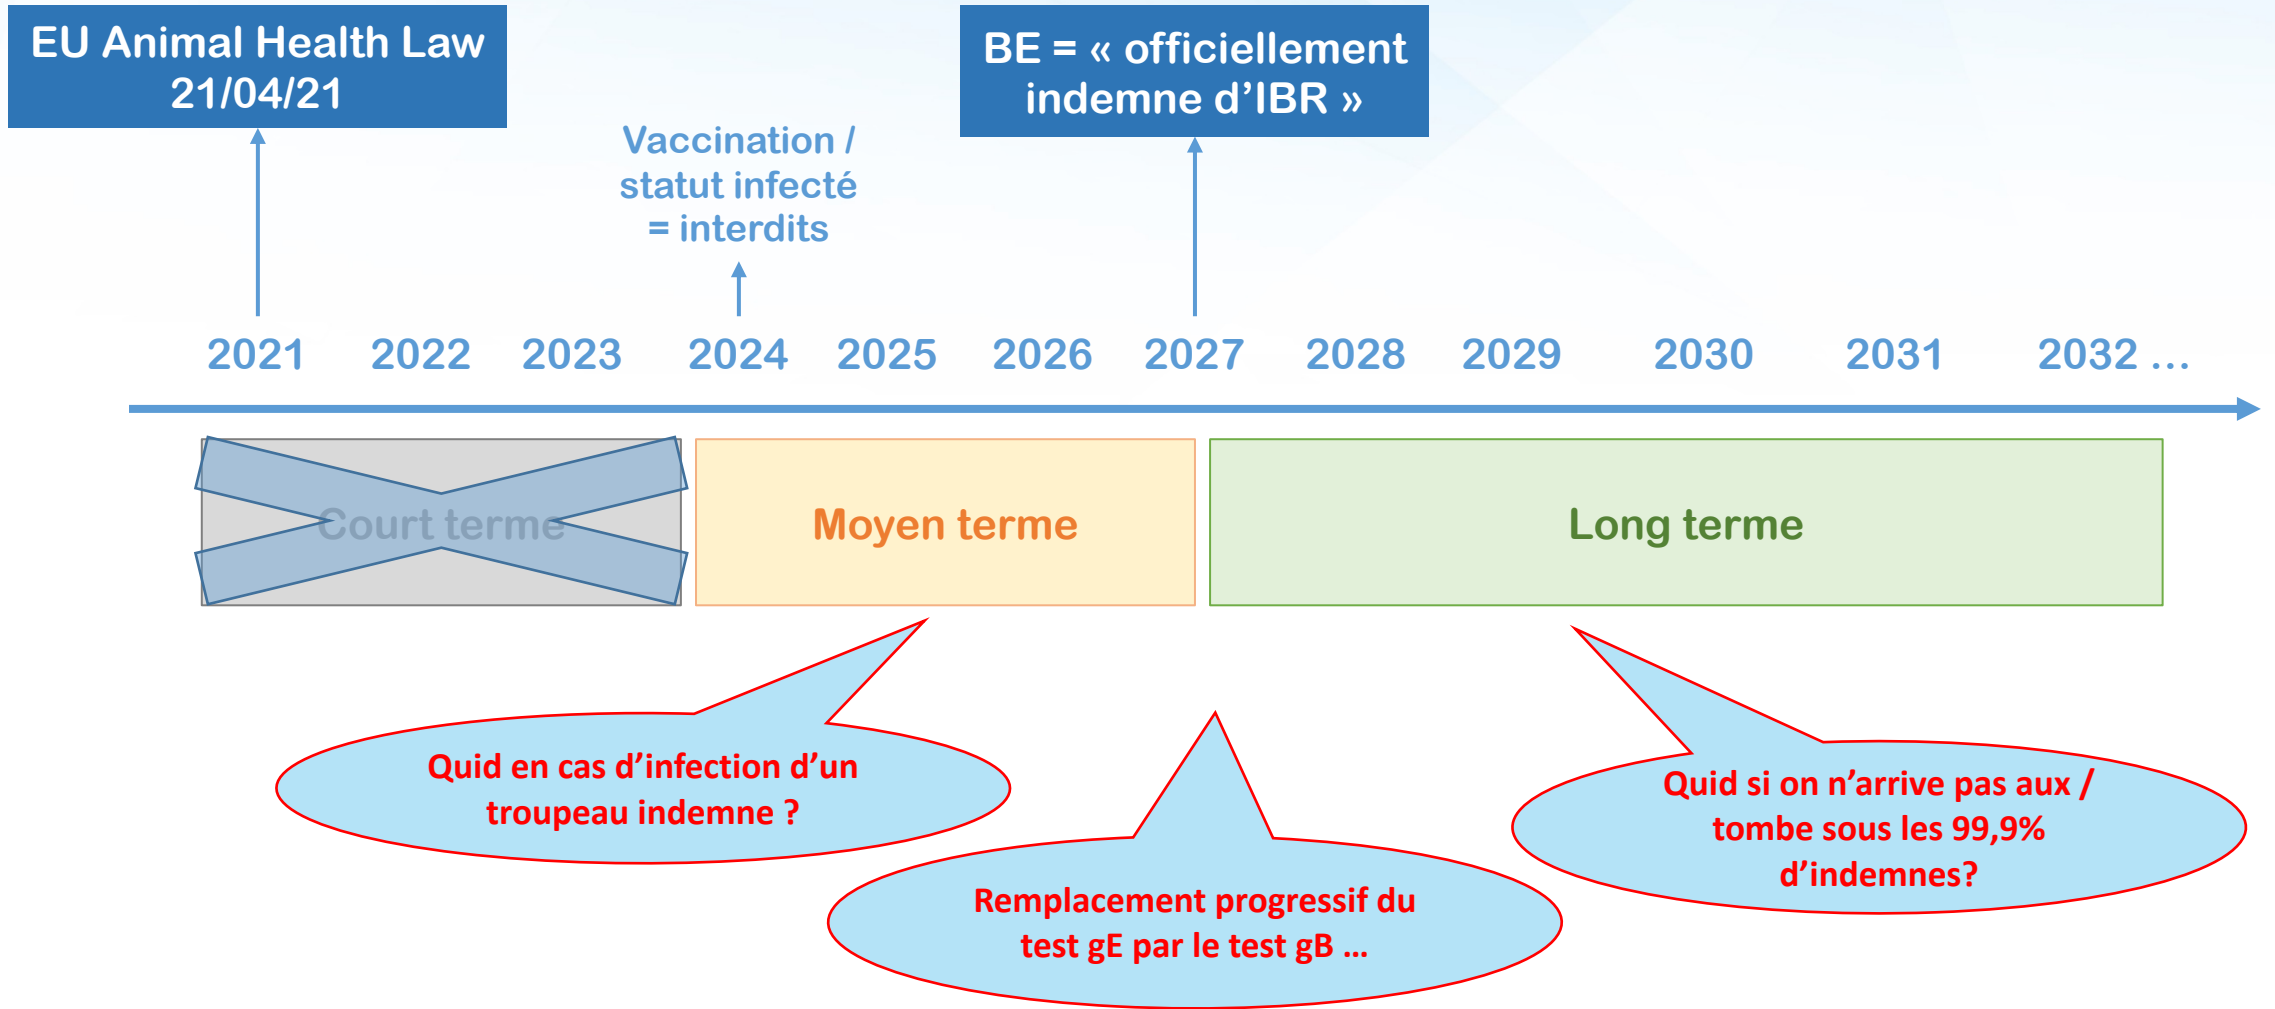 EU Animal Health Law
21/04/21
BE = « officiellement
indemne d’IBR »
Vaccination /
statut infecté
= interdits
2021 2022 2023 2024 2025 2026 2027 2028 2029 2030 2031 2032 ...
Court terme
Moyen terme
Long terme
Quid en cas d’infection d’un
troupeau indemne ?
Remplacement progressif du
test gE par le test gB ...
Quid si on n’arrive pas aux /
tombe sous les 99,9%
d’indemnes?